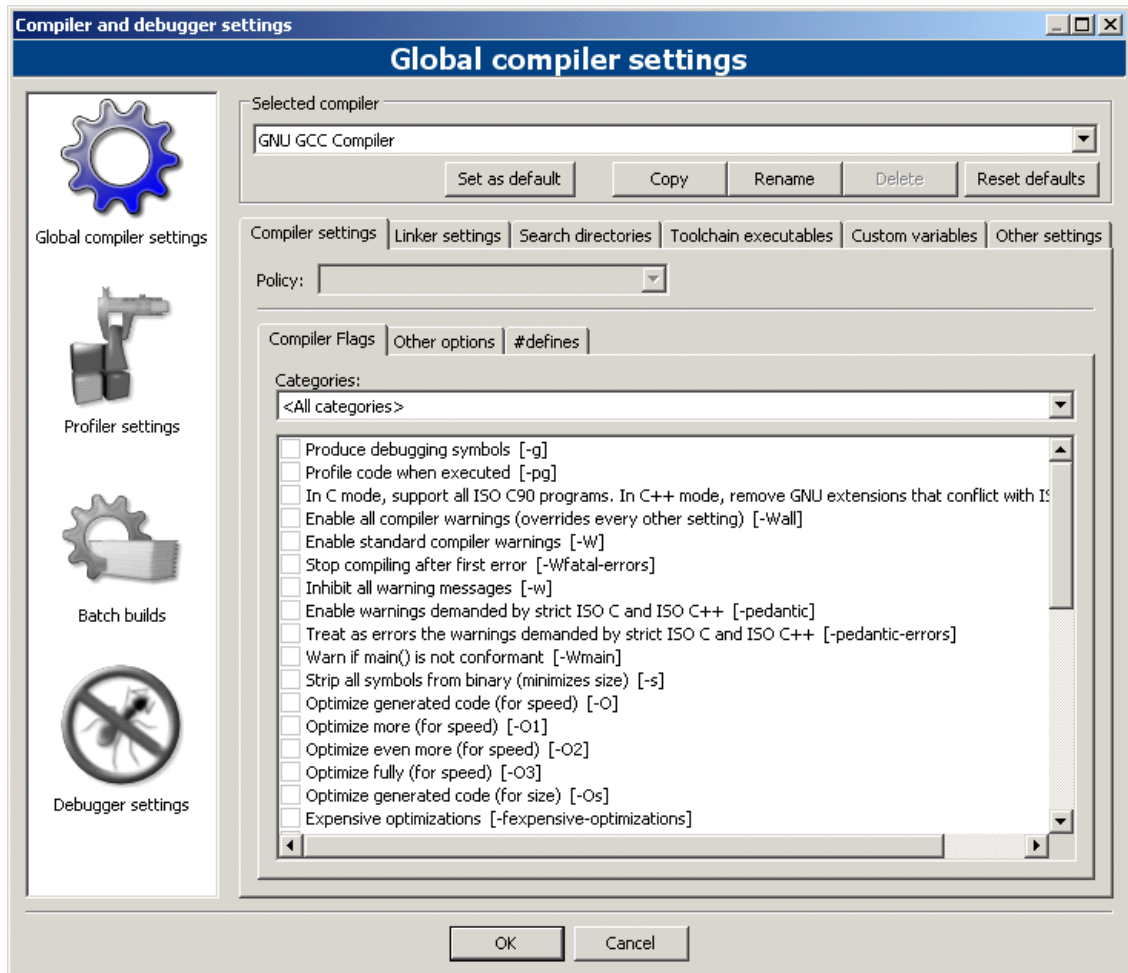 Compiler and debugger settings
Global compiler settings
Global compiler settings
Profiler settings
Batch builds
Debugger settings
Selected compiler
GNU GCC Compiler
Set as default Copy Rename Delete Reset defaults
Compiler settings Linker settings Search directories Toolchain executables Custom variables Other settings
Policy:
Compiler Flags Other options #defines
Categories:
<All categories>
Produce debugging symbols [-g]
Profile code when executed [-pg]
In C mode, support all ISO C90 programs. In C++ mode, remove GNU extensions that conflict with
Enable all compiler warnings (overrides every other setting) [-Wall]
Enable standard compiler warnings [-W]
Stop compiling after first error [-Wfatal-errors]
Inhibit all warning messages [-w]
Enable warnings demanded by strict ISO C and ISO C++ [-pedantic]
Treat as errors the warnings demanded by strict ISO C and ISO C++ [-pedantic-errors]
Warn if main() is not conformant [-Wmain]
Strip all symbols from binary (minimizes size) [-s]
Optimize generated code (for speed) [-O]
Optimize more (for speed) [-O1]
Optimize even more (for speed) [-O2]
Optimize fully (for speed) [-O3]
Optimize generated code (for size) [-Os]
Expensive optimizations [-fexpensive-optimizations]
OK Cancel